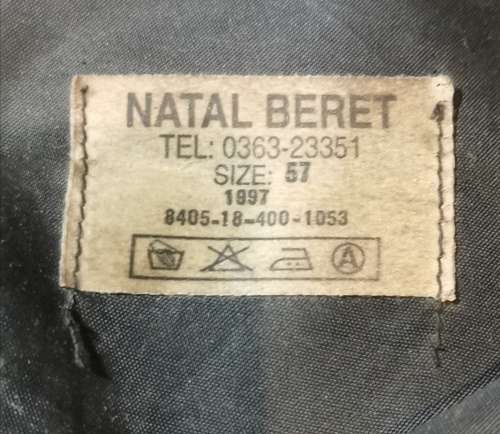 NATAL BERET
TEL: 0363-23351
SIZE: 57
1997
8405-18-400-1053
A